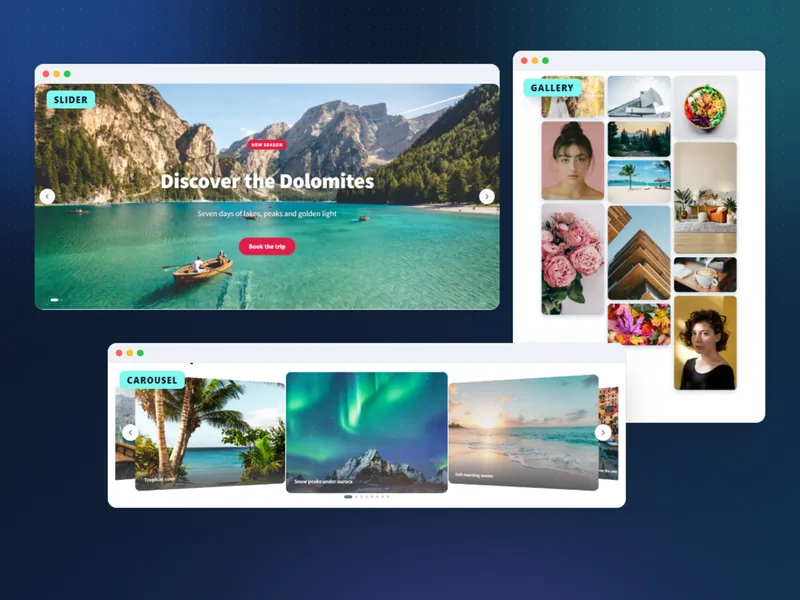 SLIDER
NEW SEASON
Discover the Dolomites
Seven days of lakes, peaks and golden light
Book the trip
GALLERY
CAROUSEL
Tropical cove
Snow peaks under aurora
Soft morning waves